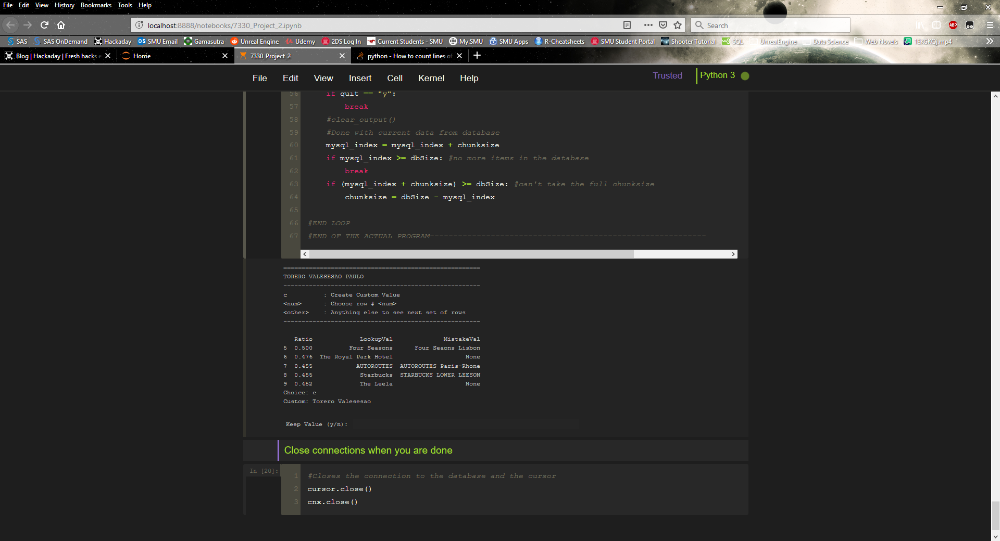 File Edit View History Bookmarks Tools Help
localhost:8888/notebooks/7330_Project_2.ipynb
Search
SAS SAS OnDemand Hackaday SMU Email Gamasutra Unreal Engine Udemy 2DS Log In Current Students - SMU My.SMU SMU Apps R-Cheatsheets SMU Student Portal Shooter Tutorial SQL UnrealEngine Data Science Web Novels 1EKGKQj.mp4
Blog | Hackaday | Fresh hacks e Home 7330_Project_2 python - How to count lines of
File Edit View Insert Cell Kernel Help Trusted Python 3
56 if quit == "y":
57 break
58 #clear_output()
59 #Done with current data from database
60 mysql_index = mysql_index + chunksize
61 if mysql_index >= dbSize: #no more items in the database
62 break
63 if (mysql_index + chunksize) >= dbSize: #can't take the full chunksize
64 chunksize = dbSize - mysql_index
65
66 #END LOOP
67 #END OF THE ACTUAL PROGRAM-----------------------------------------------------------
======================================================
TORERO VALESESAO PAULO
------------------------------------------------------
c : Create Custom Value
<num> : Choose row # <num>
<other> : Anything else to see next set of rows
------------------------------------------------------
Ratio LookupVal MistakeVal
5 0.500 Four Seasons Four Seaons Lisbon
6 0.476 The Royal Park Hotel None
7 0.455 AUTOROUTES AUTOROUTES Paris-Rhone
8 0.455 Starbucks STARBUCKS LOWER LEESON
9 0.452 The Leela None
Choice: c
Custom: Torero Valesesao
Keep Value (y/n):
Close connections when you are done
In [20]:
1 #Closes the connection to the database and the cursor
2 cursor.close()
3 cnx.close()